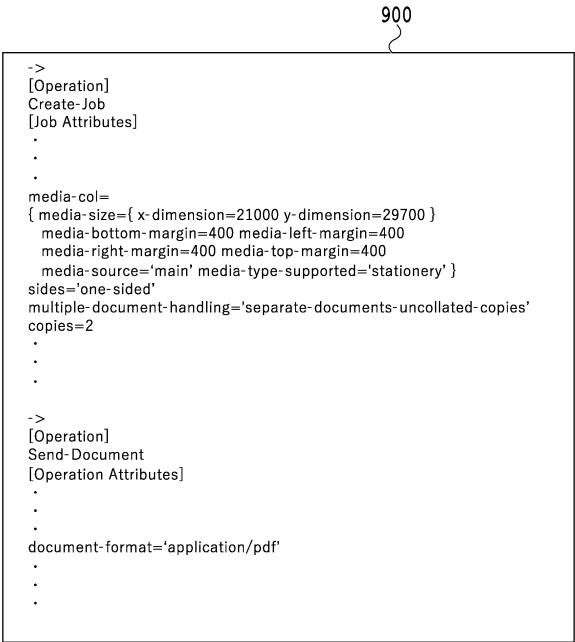 900
->
[Operation]
Create-Job
[Job Attributes]
·
·
·
media-col=
{ media-size={ x-dimension=21000 y-dimension=29700 }
media-bottom-margin=400 media-left-margin=400
media-right-margin=400 media-top-margin=400
media-source=‘main’ media-type-supported=‘stationery’ }
sides='one-sided’
multiple-document-handling='separate-documents-uncollated-copies’
copies=2
·
·
·
->
[Operation]
Send-Document
[Operation Attributes]
·
·
·
document-format=‘application/pdf’
·
·
·